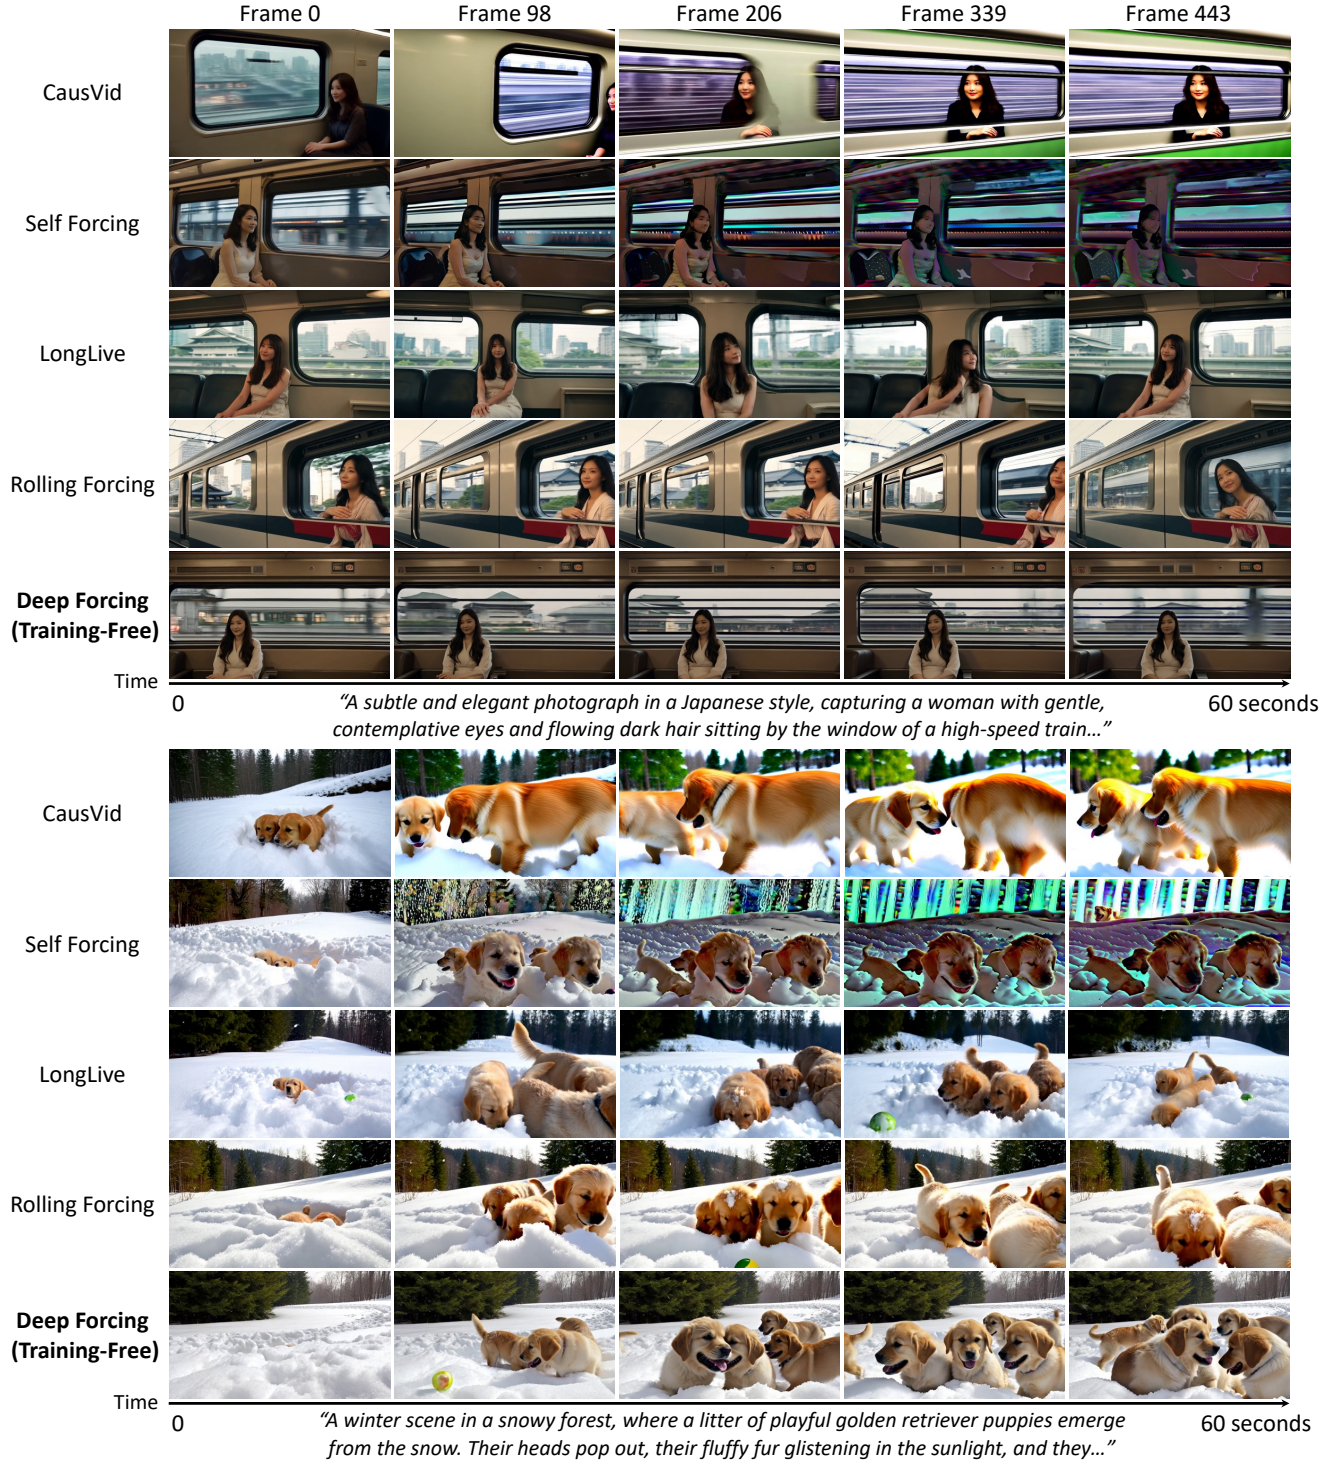 Frame 0 Frame 98 Frame 206 Frame 339 Frame 443
CausVid
Self Forcing
LongLive
Rolling Forcing
Deep Forcing
(Training-Free)
Time
0 60 seconds
“A subtle and elegant photograph in a Japanese style, capturing a woman with gentle,
contemplative eyes and flowing dark hair sitting by the window of a high-speed train…”
CausVid
Self Forcing
LongLive
Rolling Forcing
Deep Forcing
(Training-Free)
Time
0 60 seconds
“A winter scene in a snowy forest, where a litter of playful golden retriever puppies emerge
from the snow. Their heads pop out, their fluffy fur glistening in the sunlight, and they…”